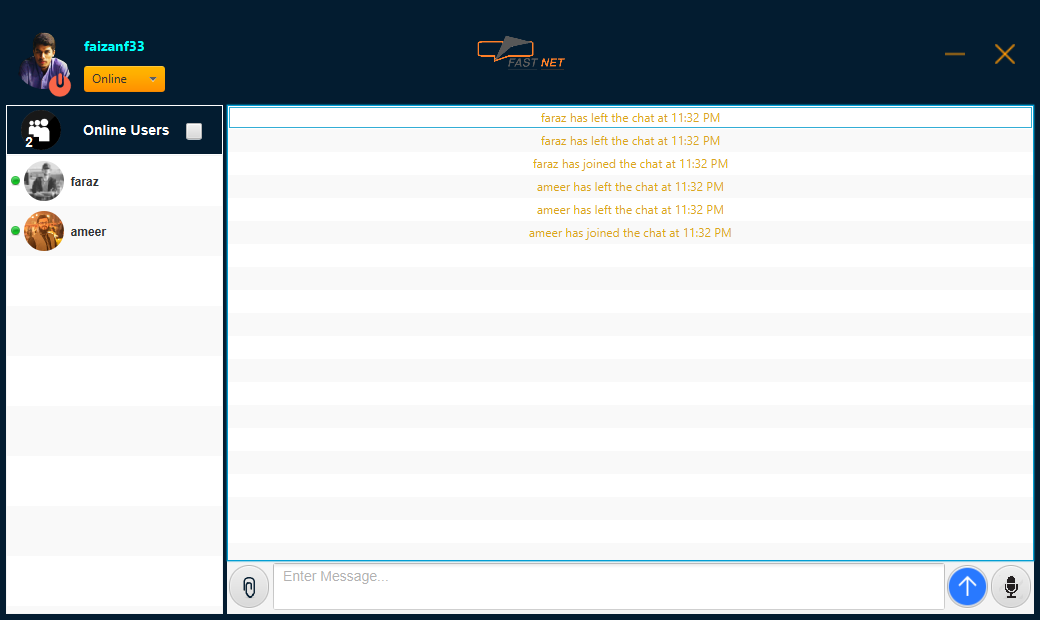 faizanf33
Online
FAST NET
2
Online Users
faraz
ameer
faraz has left the chat at 11:32 PM
faraz has left the chat at 11:32 PM
faraz has joined the chat at 11:32 PM
ameer has left the chat at 11:32 PM
ameer has left the chat at 11:32 PM
ameer has joined the chat at 11:32 PM
Enter Message...